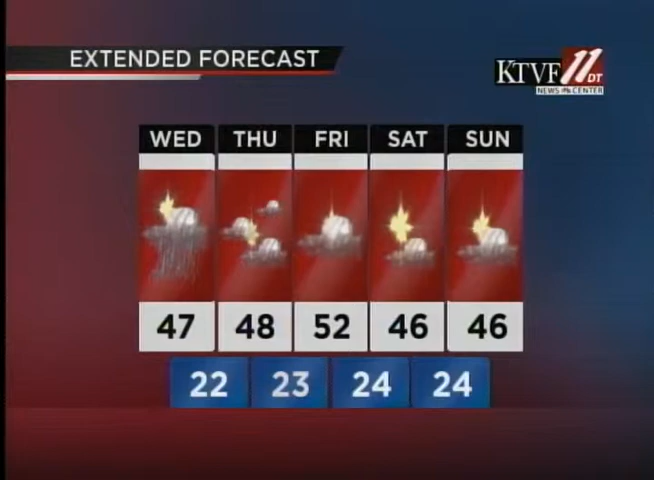 EXTENDED FORECAST
KTVF 11 DT
NEWS CENTER
WED THU FRI SAT SUN
47 48 52 46 46
22 23 24 24